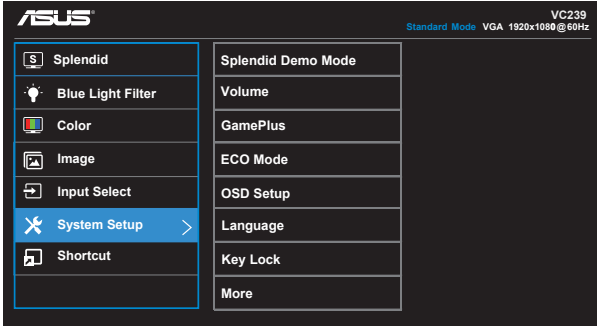 ASUS
VC239
Standard Mode VGA 1920x1080@60Hz
S Splendid
Blue Light Filter
Color
Image
Input Select
System Setup
Shortcut
Splendid Demo Mode
Volume
GamePlus
ECO Mode
OSD Setup
Language
Key Lock
More